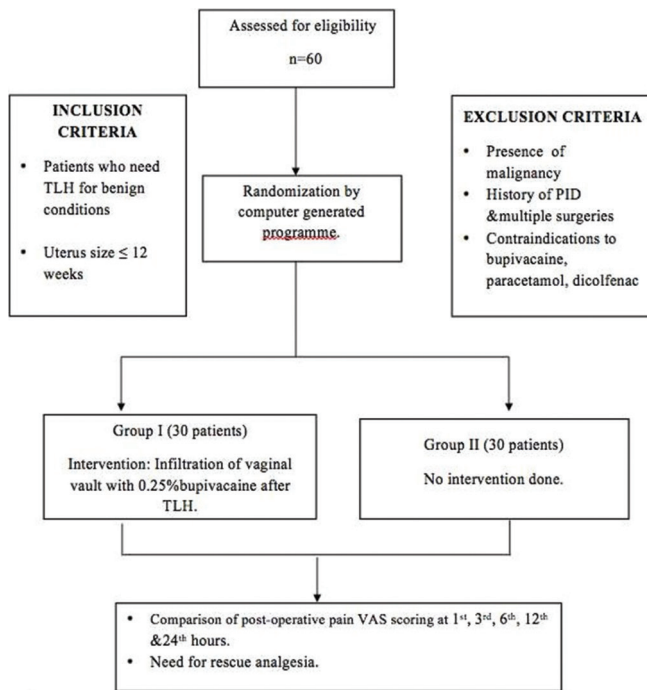 Assessed for eligibility
n=60
INCLUSION
CRITERIA
• Patients who need
TLH for benign
conditions
• Uterus size ≤ 12
weeks
EXCLUSION CRITERIA
• Presence of
malignancy
• History of PID
&multiple surgeries
• Contraindications to
bupivacaine,
paracetamol, dicolfenac
Randomization by
computer generated
programme.
Group I (30 patients)
Intervention: Infiltration of vaginal
vault with 0.25%bupivacaine after
TLH.
Group II (30 patients)
No intervention done.
• Comparison of post-operative pain VAS scoring at 1st, 3rd, 6th, 12th
&24th hours.
• Need for rescue analgesia.